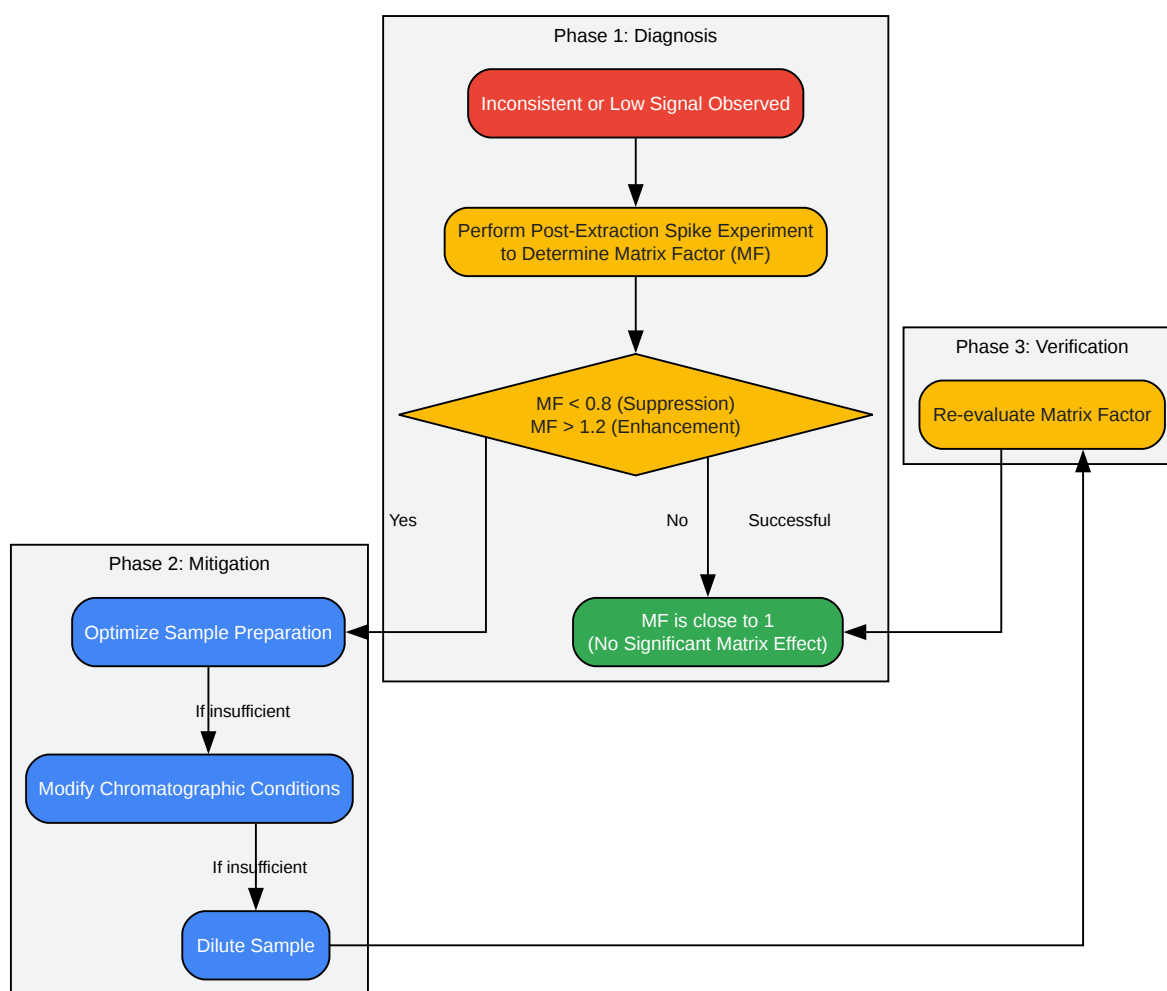 Phase 1: Diagnosis
Inconsistent or Low Signal Observed
Perform Post-Extraction Spike Experiment
to Determine Matrix Factor (MF)
MF < 0.8 (Suppression)
MF > 1.2 (Enhancement)
Yes
No
Successful
MF is close to 1
(No Significant Matrix Effect)
Phase 2: Mitigation
Optimize Sample Preparation
If insufficient
Modify Chromatographic Conditions
If insufficient
Dilute Sample
Phase 3: Verification
Re-evaluate Matrix Factor